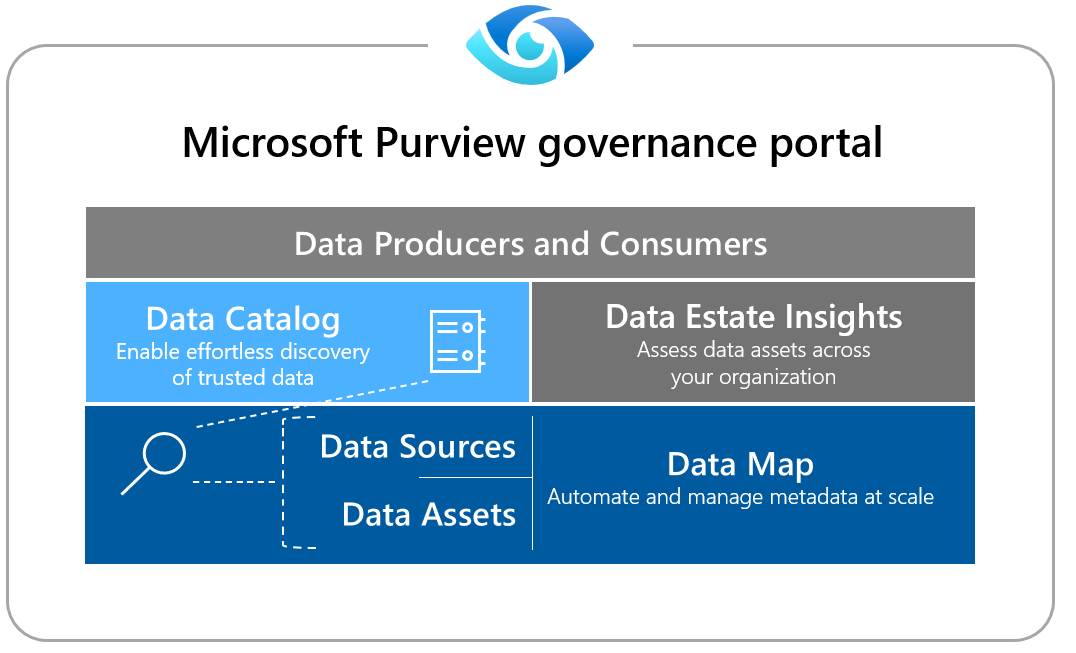 Microsoft Purview governance portal
Data Producers and Consumers
Data Catalog
Enable effortless discovery
of trusted data
Data Estate Insights
Assess data assets across
your organization
Data Sources
Data Assets
Data Map
Automate and manage metadata at scale